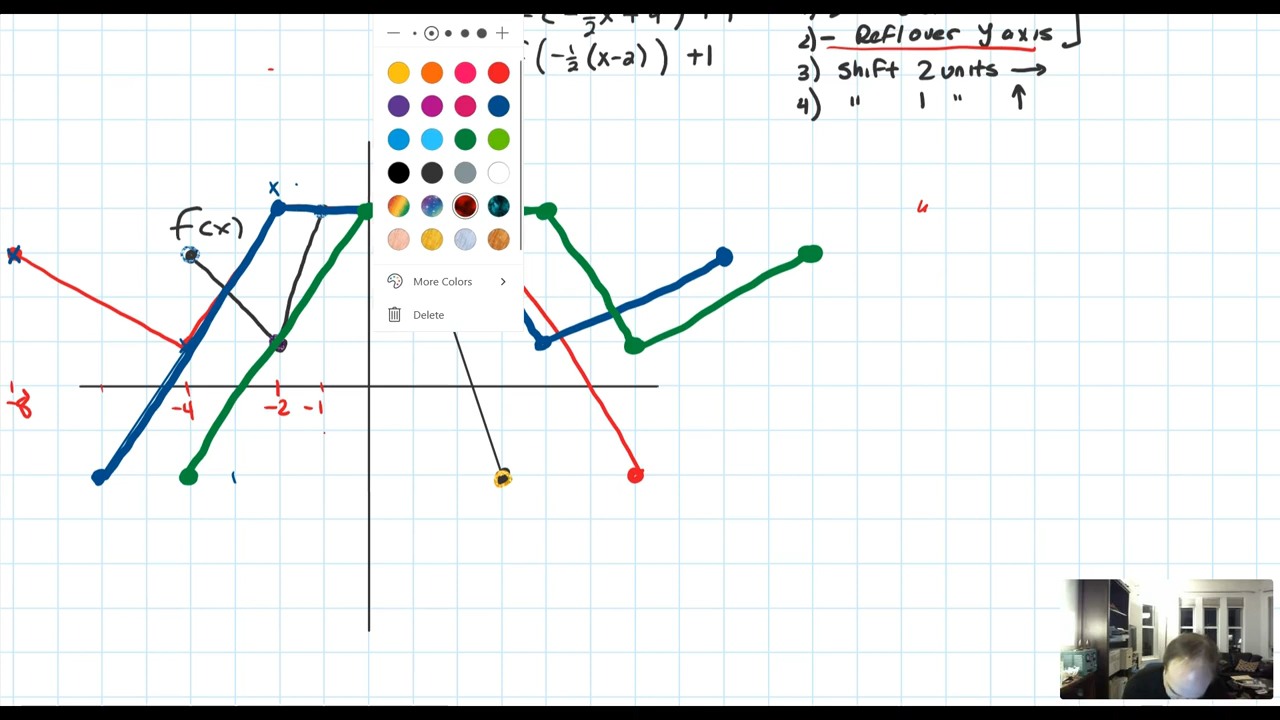 (-1/2 (x-2)) +1
2) - Refl over Y axis
3) shift 2 units →
4) " 1 " ↑
x
f(x)
-8
-4
-2
-1
More Colors
Delete